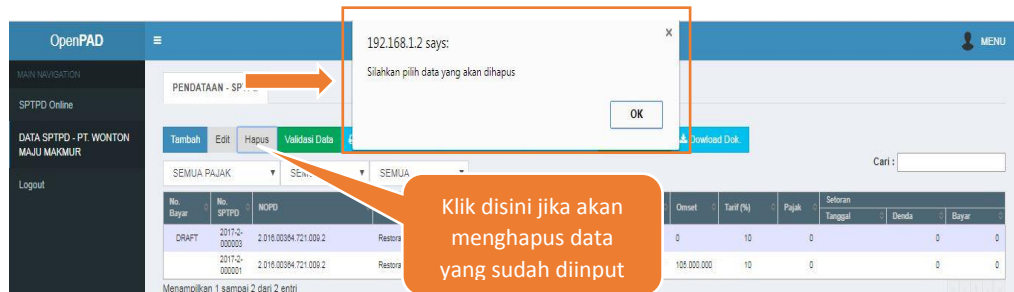 OpenPAD
MENU
192.168.1.2 says:
x
Silahkan pilih data yang akan dihapus
OK
MAIN NAVIGATION
SPTPD Online
DATA SPTPD - PT. WONTON
MAJU MAKMUR
Logout
PENDATAAN - SP
Tambah Edit Hapus Validasi Data Dowload Dok.
SEMUA PAJAK SEMUA
Cari :
No. Bayar No. SPTPD NOPD Omset Tarif (%) Pajak Setoran
Tanggal Denda Bayar
DRAFT 2017-2-000003 2.016.00364.721.009.2 Restora 0 10 0 0 0
2017-2-000001 2.016.00364.721.009.2 Restora 105.000.000 10 0 0 0
Menampilkan 1 sampai 2 dari 2 entri
Klik disini jika akan
menghapus data
yang sudah diinput